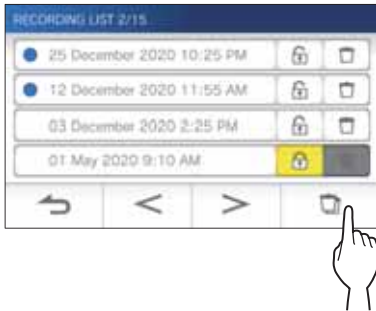 RECORDING LIST 2/15
25 December 2020 10:25 PM
12 December 2020 11:55 AM
03 December 2020 2:25 PM
01 May 2020 9:10 AM